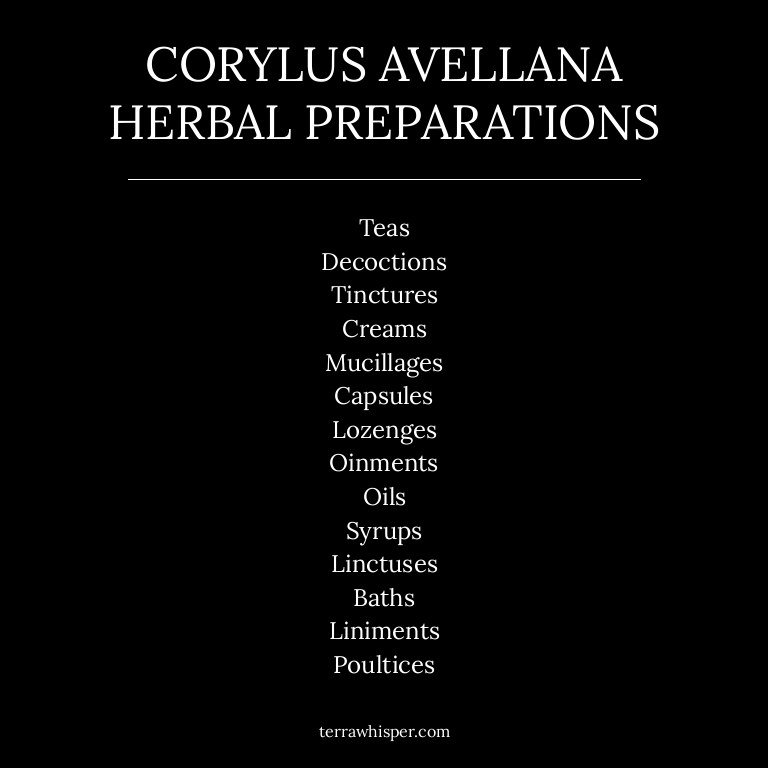 CORYLUS AVELLANA
HERBAL PREPARATIONS
Teas
Decoctions
Tinctures
Creams
Mucillages
Capsules
Lozenges
Oinments
Oils
Syrups
Linctuses
Baths
Liniments
Poultices
terrawhisper.com